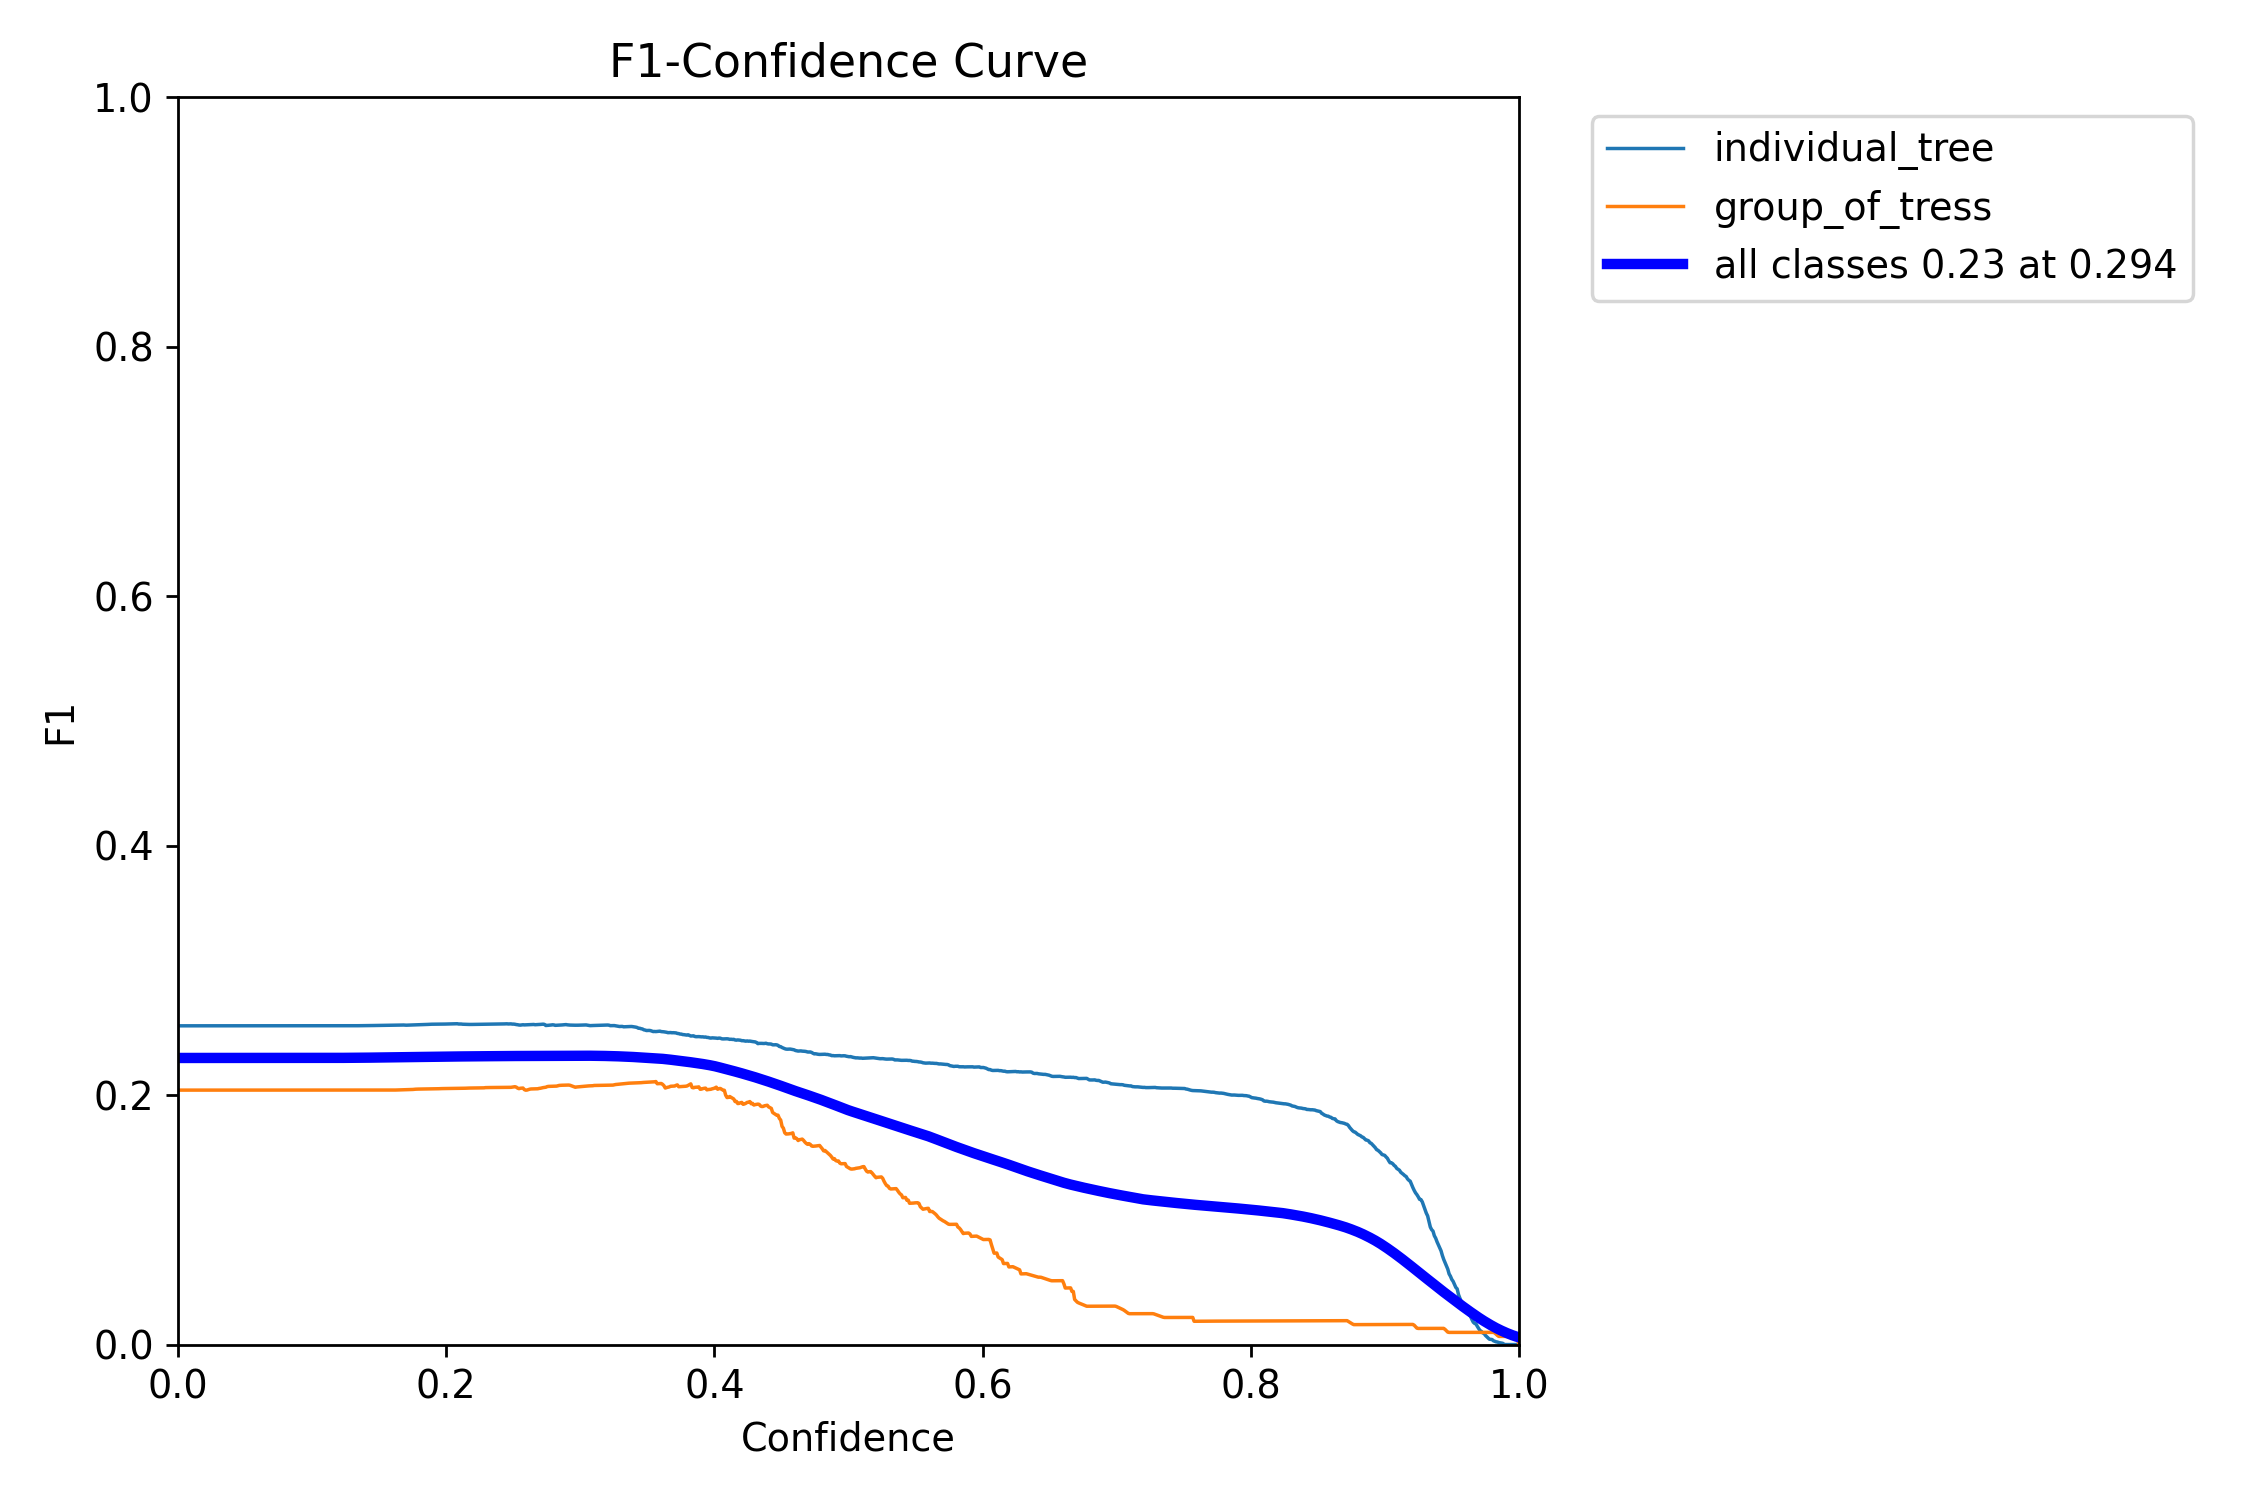 F1-Confidence Curve
1.0
0.8
0.6
0.4
0.2
0.0
F1
0.0 0.2 0.4 0.6 0.8 1.0
Confidence
individual_tree
group_of_tress
all classes 0.23 at 0.294